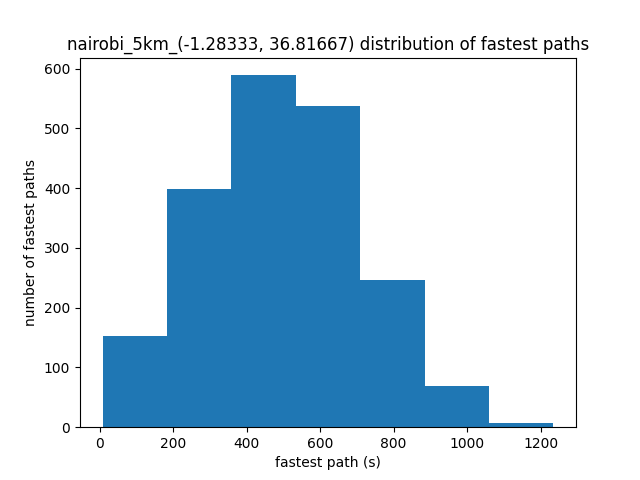 nairobi_5km_(-1.28333, 36.81667) distribution of fastest paths
number of fastest paths
600
500
400
300
200
100
0
0 200 400 600 800 1000 1200
fastest path (s)